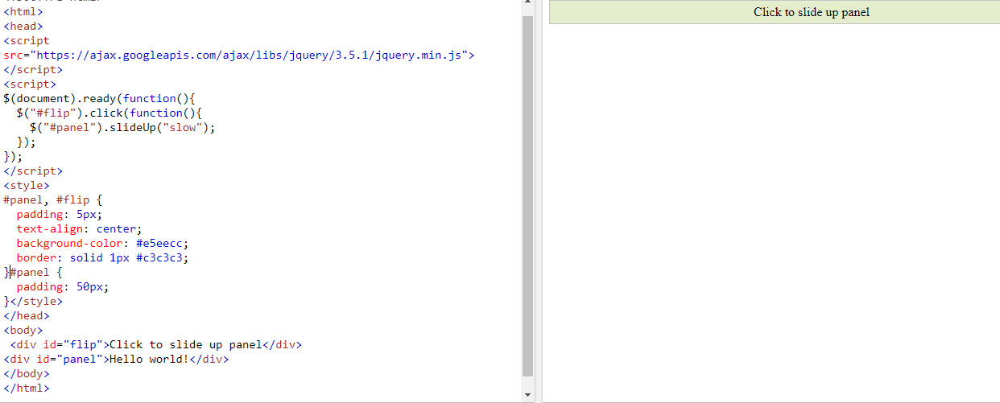 <html>
<head>
<script
src="https://ajax.googleapis.com/ajax/libs/jquery/3.5.1/jquery.min.js">
</script>
<script>
$(document).ready(function(){
  $("#flip").click(function(){
    $("#panel").slideUp("slow");
  });
});
</script>
<style>
#panel, #flip {
  padding: 5px;
  text-align: center;
  background-color: #e5eecc;
  border: solid 1px #c3c3c3;
}#panel {
  padding: 50px;
}</style>
</head>
<body>
 <div id="flip">Click to slide up panel</div>
<div id="panel">Hello world!</div>
</body>
</html>
Click to slide up panel